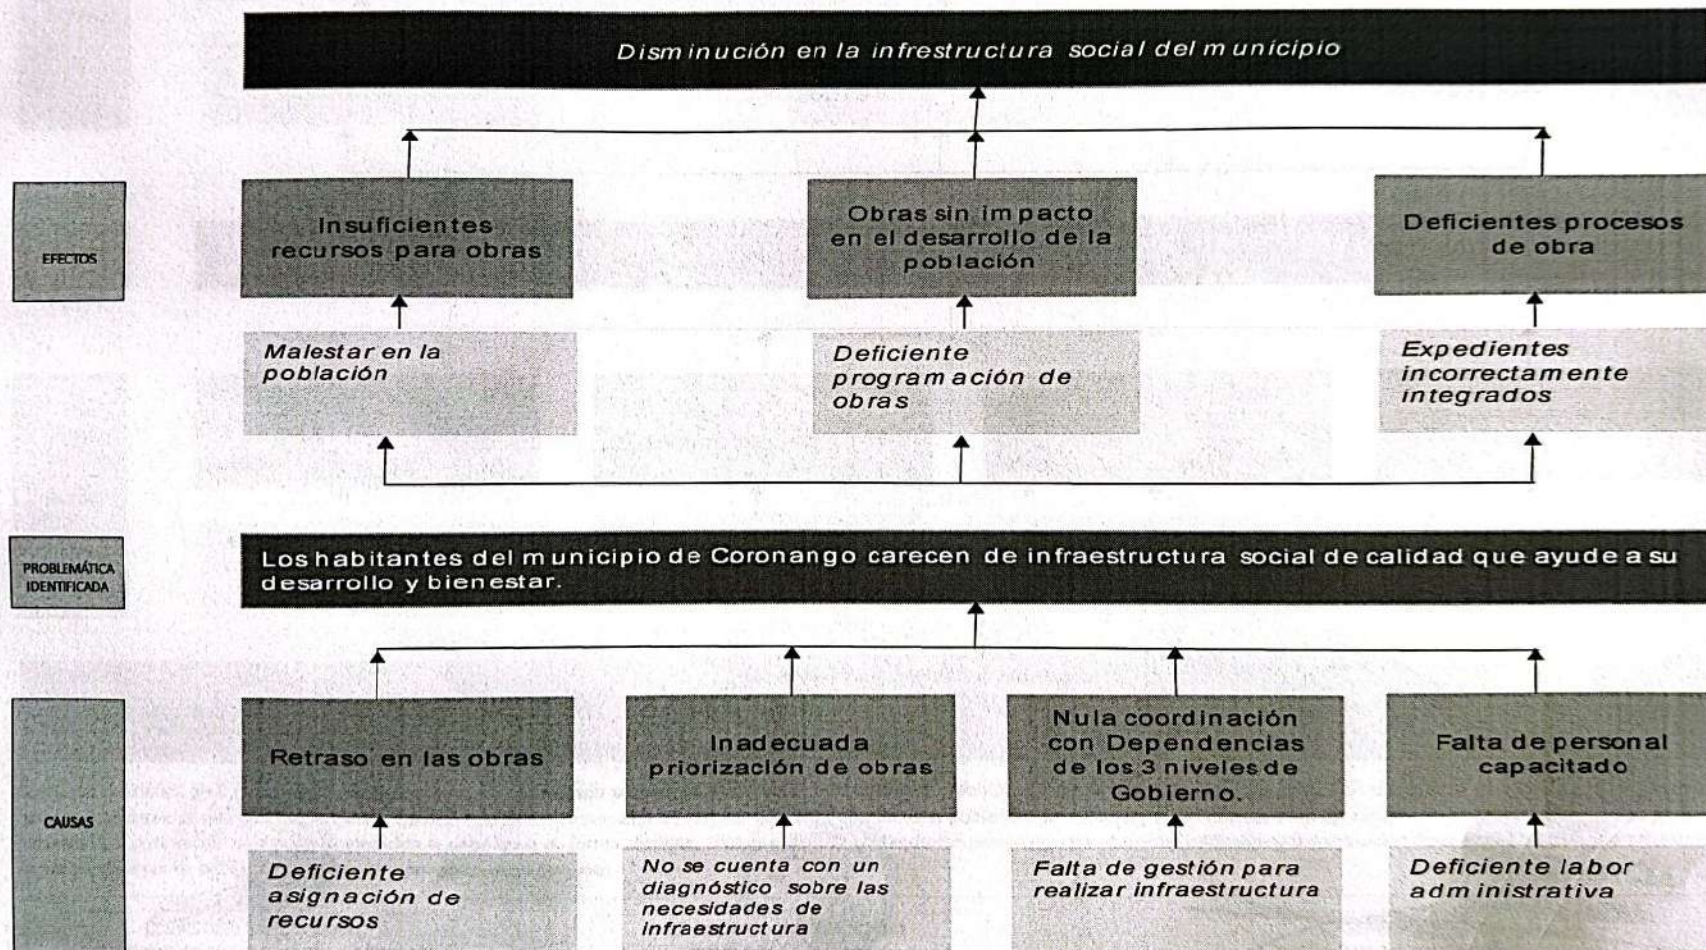 Disminución en la infrestructura social del municipio
EFECTOS
Insuficientes
recursos para obras
Obras sin impacto
en el desarrollo de la
población
Deficientes procesos
de obra
Malestar en la
población
Deficiente
programación de
obras
Expedientes
incorrectamente
integrados
PROBLEMÁTICA
IDENTIFICADA
Los habitantes del municipio de Coronango carecen de infraestructura social de calidad que ayude a su
desarrollo y bienestar.
CAUSAS
Retraso en las obras
Inadecuada
priorización de obras
Nula coordinación
con Dependencias
de los 3 niveles de
Gobierno.
Falta de personal
capacitado
Deficiente
asignación de
recursos
No se cuenta con un
diagnóstico sobre las
necesidades de
infraestructura
Falta de gestión para
realizar infraestructura
Deficiente labor
administrativa